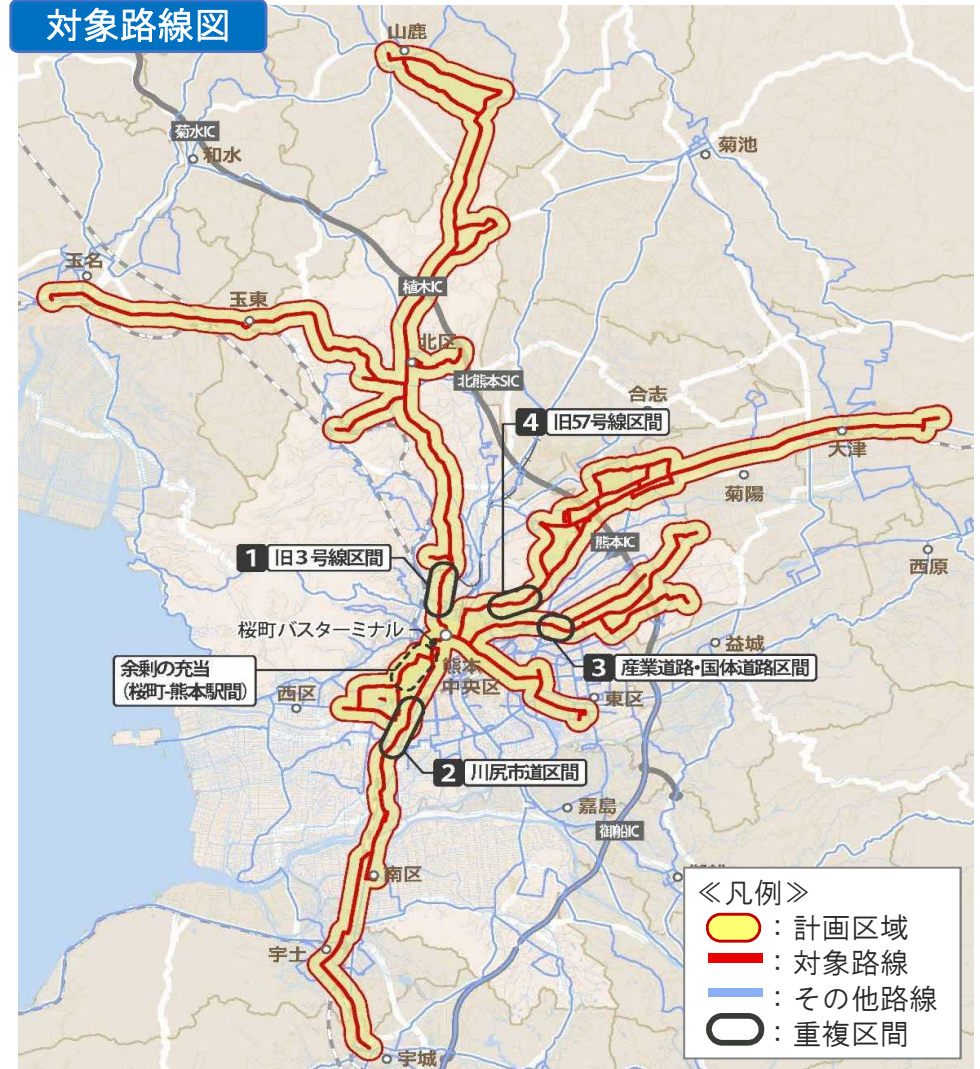 対象路線図
山鹿
菊水IC
和水
菊池
玉名
植木IC
玉東
北区
北熊本SIC
合志
4 旧57号線区間
大津
菊陽
熊本IC
1 旧3号線区間
西原
桜町バスターミナル
益城
余剰の充当
(桜町-熊本駅間)
熊本
中央区
3 産業道路・国体道路区間
西区
東区
2 川尻市道区間
嘉島
御船IC
南区
宇土
宇城
≪凡例≫
:計画区域
:対象路線
:その他路線
:重複区間